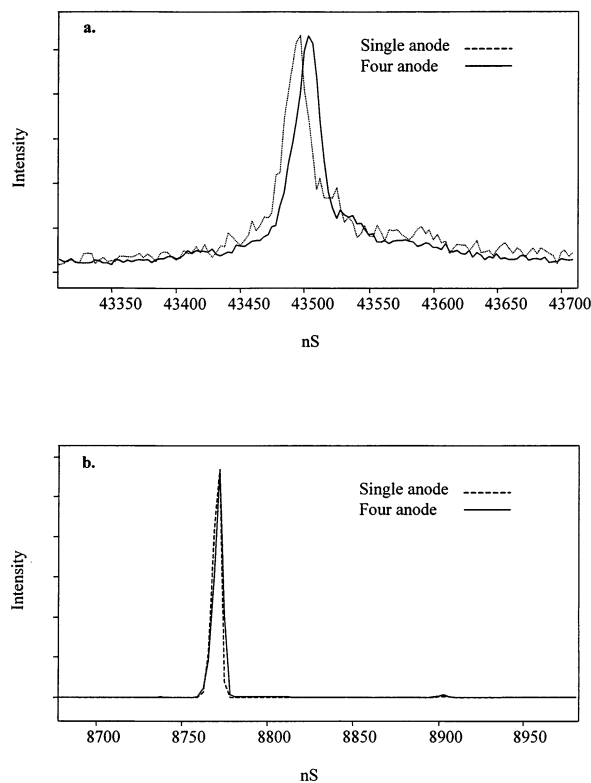 a.
Single anode
Four anode
Intensity
43350 43400 43450 43500 43550 43600 43650 43700
nS
b.
Single anode
Four anode
Intensity
8700 8750 8800 8850 8900 8950
nS